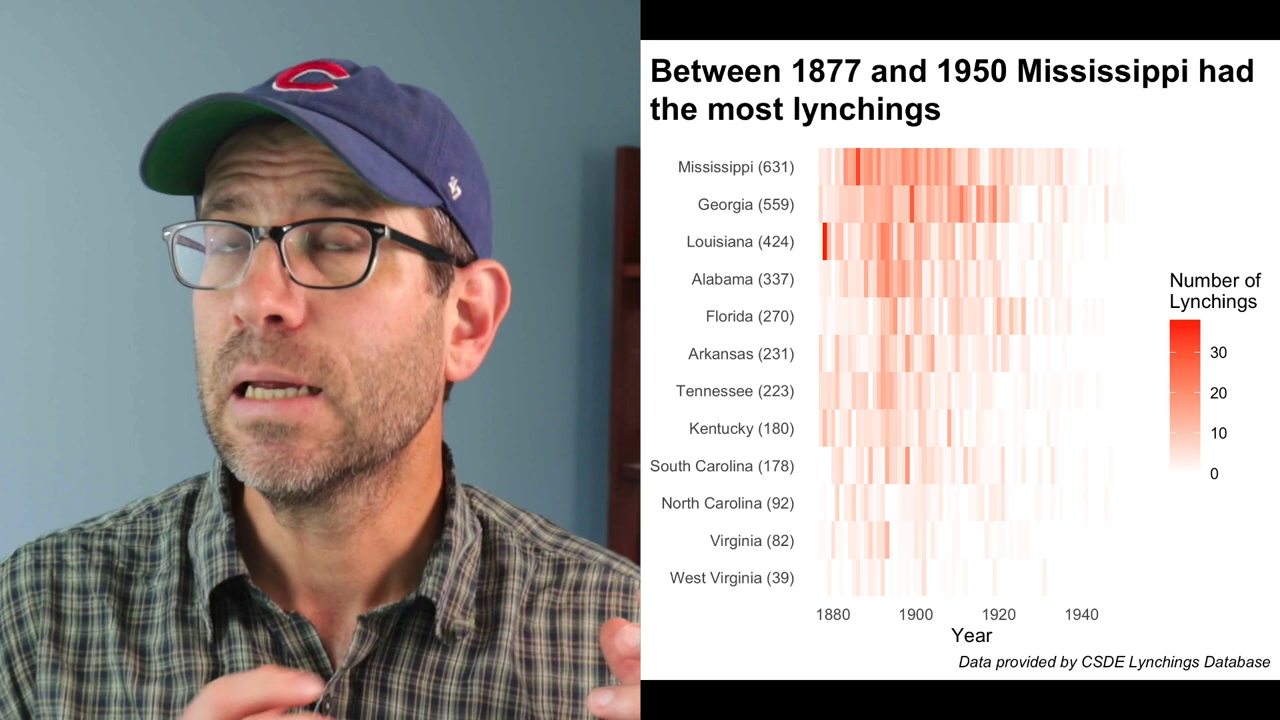 C
Between 1877 and 1950 Mississippi had
the most lynchings
Mississippi (631)
Georgia (559)
Louisiana (424)
Alabama (337)
Florida (270)
Arkansas (231)
Tennessee (223)
Kentucky (180)
South Carolina (178)
North Carolina (92)
Virginia (82)
West Virginia (39)
1880 1900 1920 1940
Year
Number of
Lynchings
30
20
10
0
Data provided by CSDE Lynchings Database